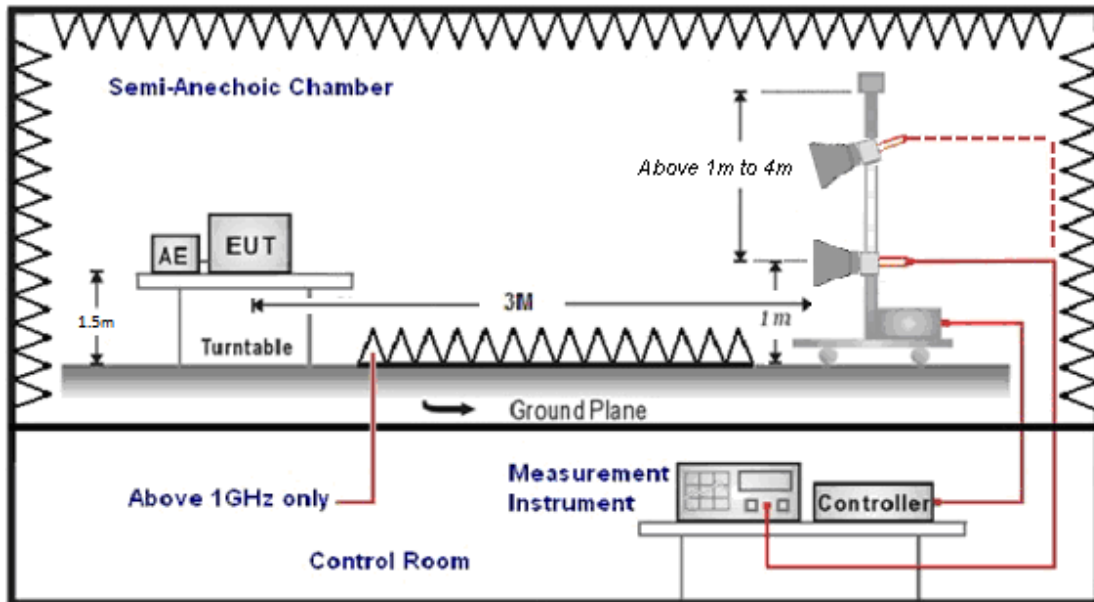 Semi-Anechoic Chamber
Above 1m to 4m
AE
EUT
3M
1m
1.5m
Turntable
Ground Plane
Above 1GHz only
Measurement
Instrument
Controller
Control Room